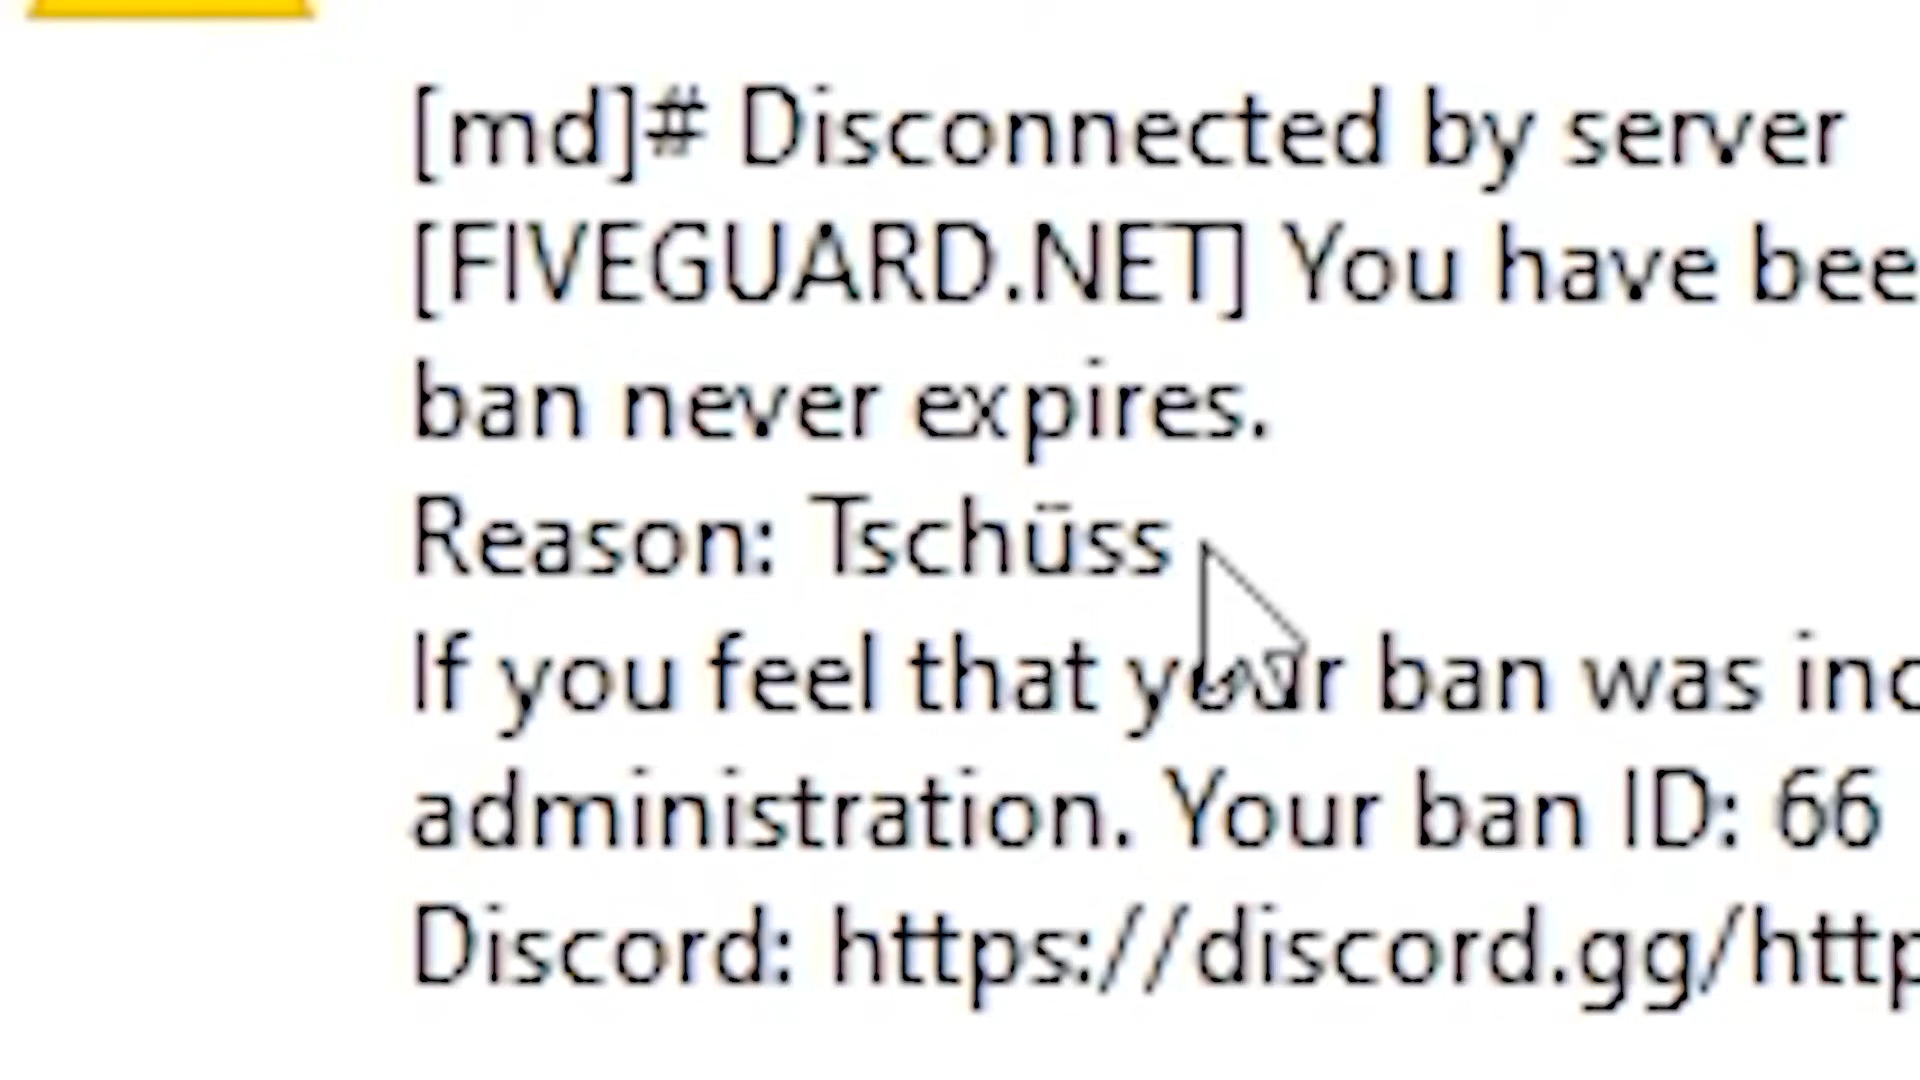 [md]# Disconnected by server
[FIVEGUARD.NET] You have bee
ban never expires.
Reason: Tschüss
If you feel that your ban was inc
administration. Your ban ID: 66
Discord: https://discord.gg/http